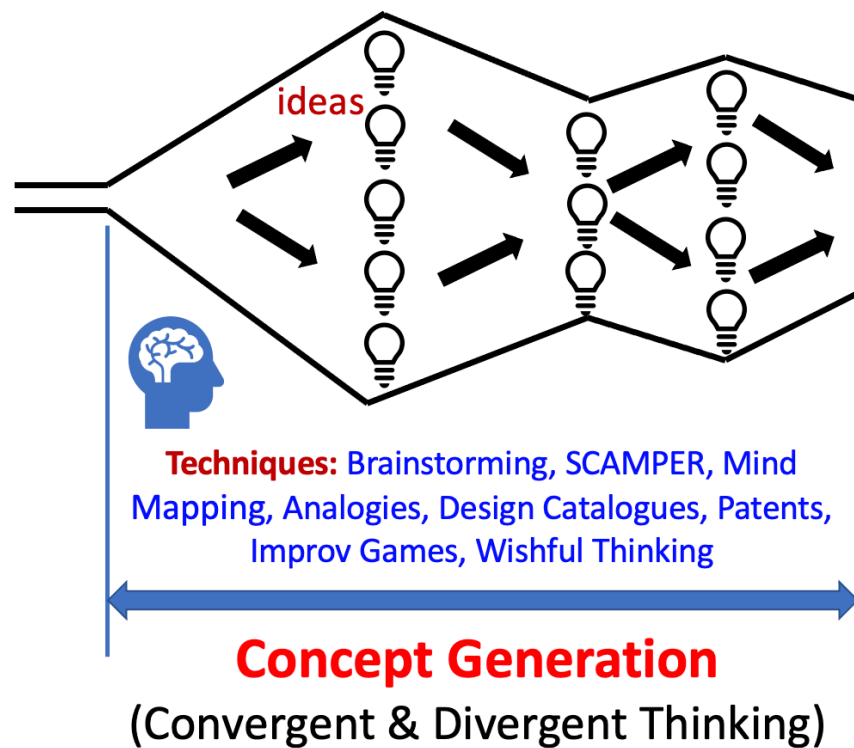 ideas
Techniques: Brainstorming, SCAMPER, Mind
Mapping, Analogies, Design Catalogues, Patents,
Improv Games, Wishful Thinking
Concept Generation
(Convergent & Divergent Thinking)